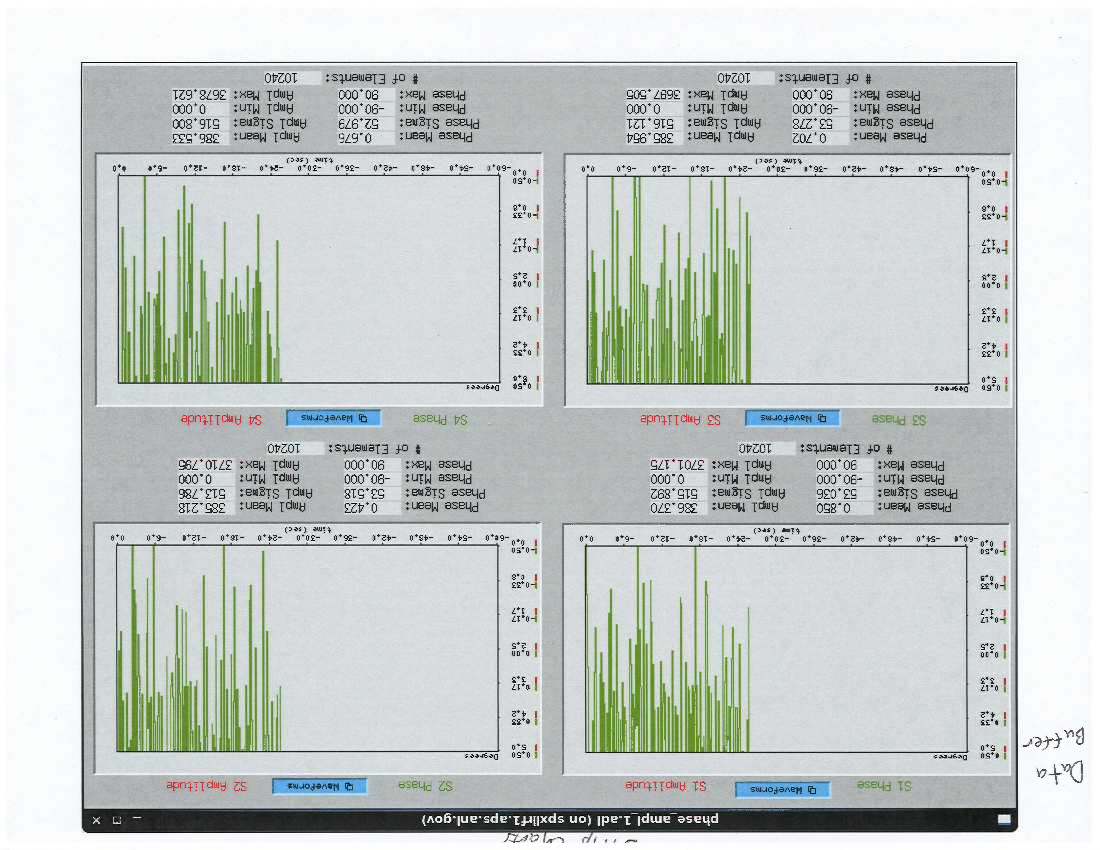 Data
Buffer
phase_ampl_1.adl (on spxllrf1.aps.anl.gov)
S1 Phase Waveforms S1 Amplitude
Degrees
0.50
5.0
0.33
4.2
0.17
3.3
0.00
2.5
-0.17
1.7
-0.33
0.8
-0.50
0.0
-60.0 -54.0 -48.0 -42.0 -36.0 -30.0 -24.0 -18.0 -12.0 -6.0 0.0
time (sec)
Phase Mean: 0.850 Ampl Mean: 386.370
Phase Sigma: 53.036 Ampl Sigma: 515.892
Phase Min: -90.000 Ampl Min: 0.000
Phase Max: 90.000 Ampl Max: 3701.175
# of Elements: 10240
S2 Phase Waveforms S2 Amplitude
Degrees
0.50
5.0
0.33
4.2
0.17
3.3
0.00
2.5
-0.17
1.7
-0.33
0.8
-0.50
0.0
-60.0 -54.0 -48.0 -42.0 -36.0 -30.0 -24.0 -18.0 -12.0 -6.0 0.0
time (sec)
Phase Mean: 0.423 Ampl Mean: 385.218
Phase Sigma: 53.518 Ampl Sigma: 513.786
Phase Min: -90.000 Ampl Min: 0.000
Phase Max: 90.000 Ampl Max: 3710.795
# of Elements: 10240
S3 Phase Waveforms S3 Amplitude
Degrees
0.50
5.0
0.33
4.2
0.17
3.3
0.00
2.5
-0.17
1.7
-0.33
0.8
-0.50
0.0
-60.0 -54.0 -48.0 -42.0 -36.0 -30.0 -24.0 -18.0 -12.0 -6.0 0.0
time (sec)
Phase Mean: 0.702 Ampl Mean: 385.954
Phase Sigma: 53.278 Ampl Sigma: 516.121
Phase Min: -90.000 Ampl Min: 0.000
Phase Max: 90.000 Ampl Max: 3697.505
# of Elements: 10240
S4 Phase Waveforms S4 Amplitude
Degrees
0.50
5.0
0.33
4.2
0.17
3.3
0.00
2.5
-0.17
1.7
-0.33
0.8
-0.50
0.0
-60.0 -54.0 -48.0 -42.0 -36.0 -30.0 -24.0 -18.0 -12.0 -6.0 0.0
time (sec)
Phase Mean: 0.675 Ampl Mean: 386.533
Phase Sigma: 52.979 Ampl Sigma: 516.800
Phase Min: -90.000 Ampl Min: 0.000
Phase Max: 90.000 Ampl Max: 3678.621
# of Elements: 10240